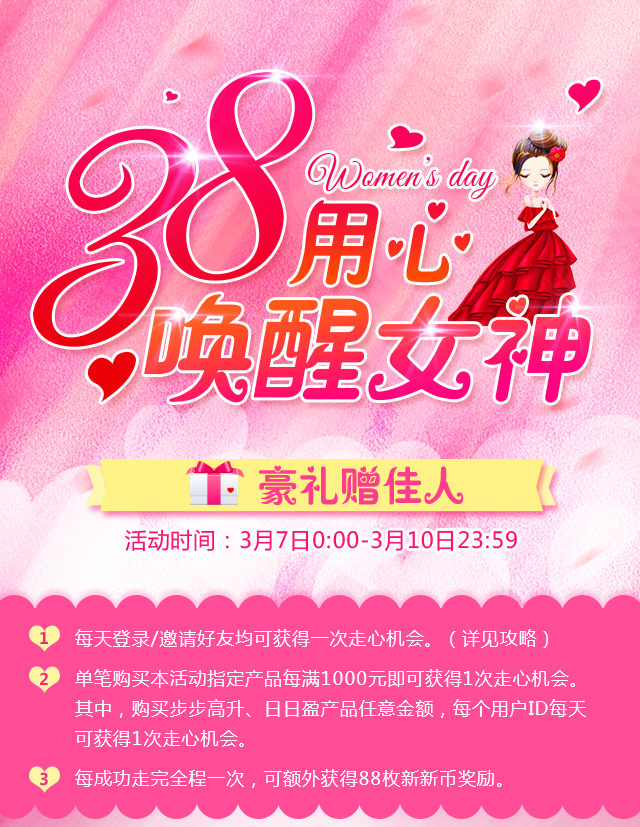 38
Women's day
用心
唤醒女神
豪礼赠佳人
活动时间：3月7日0:00-3月10日23:59
1 每天登录/邀请好友均可获得一次走心机会。（详见攻略）
2 单笔购买本活动指定产品每满1000元即可获得1次走心机会。
其中，购买步步高升、日日盈产品任意金额，每个用户ID每天
可获得1次走心机会。
3 每成功走完全程一次，可额外获得88枚新新币奖励。